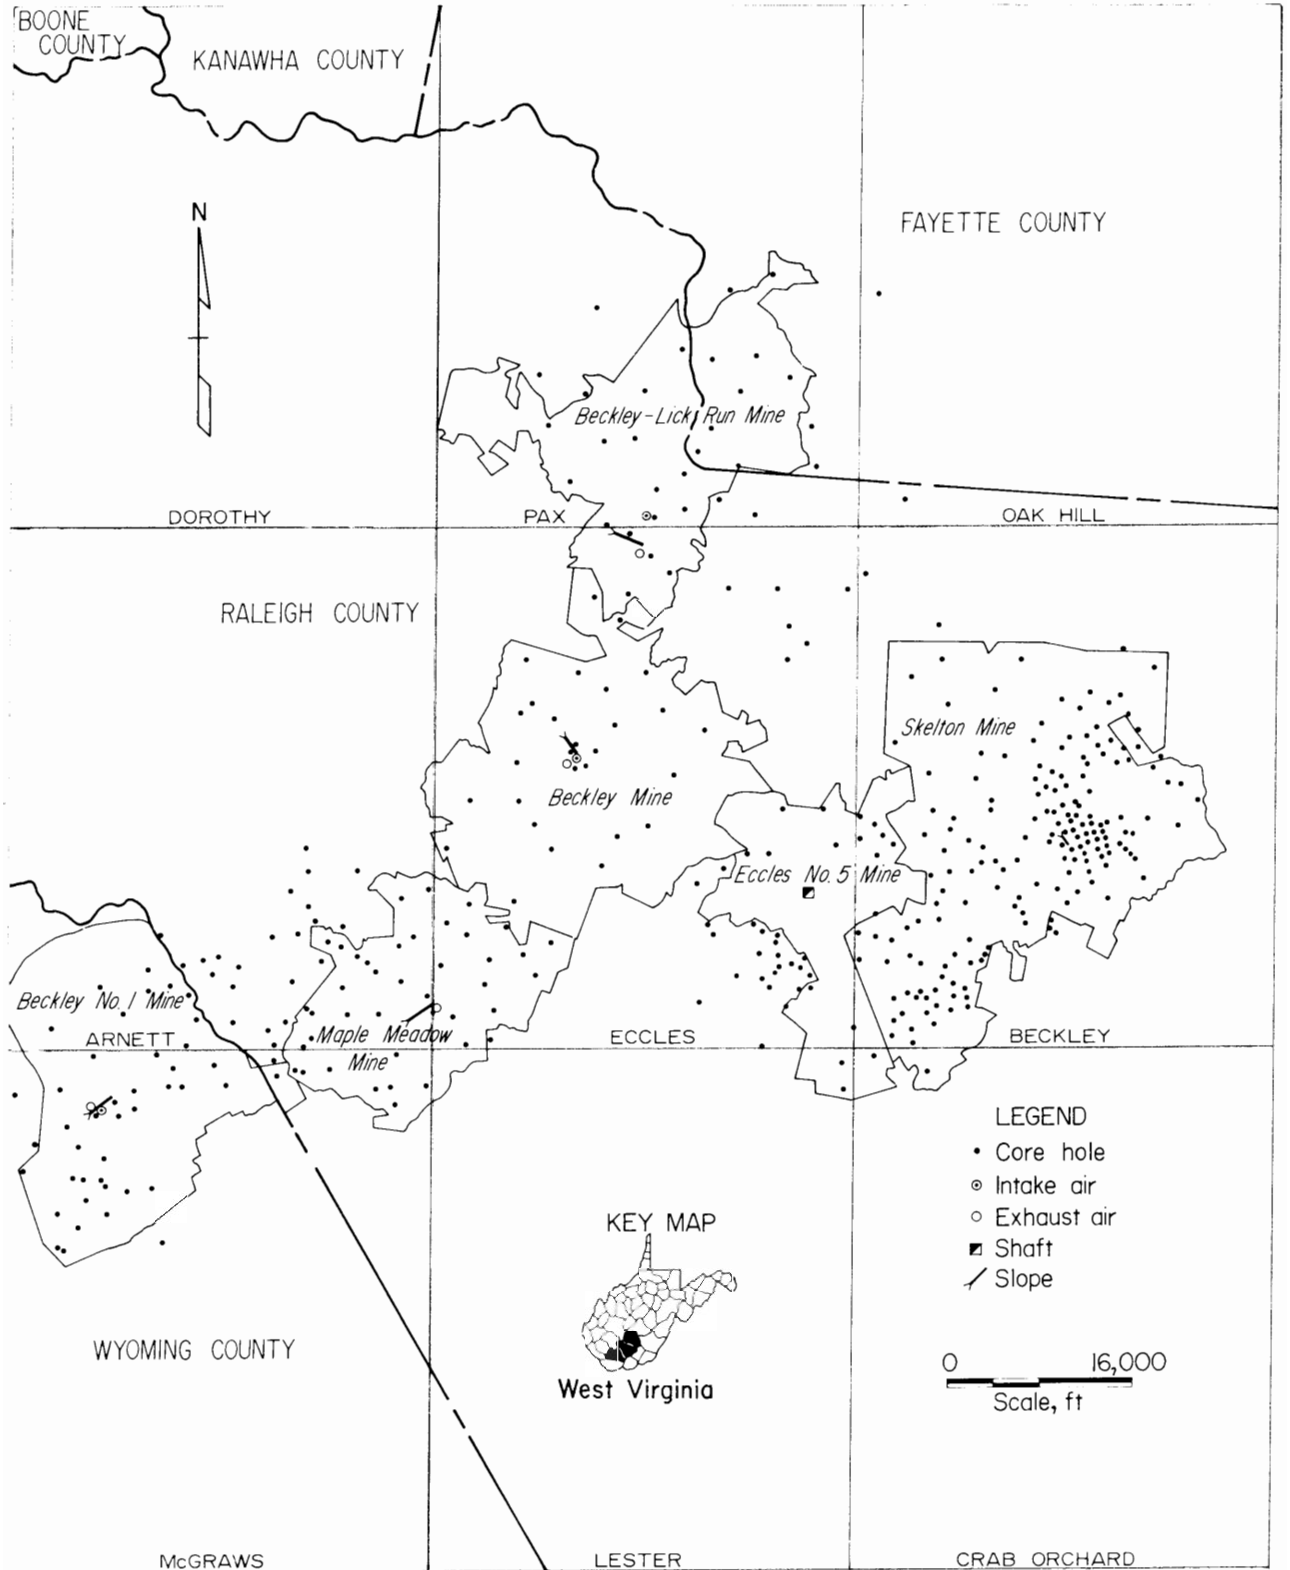 BOONE
COUNTY
KANAWHA COUNTY
N
FAYETTE COUNTY
Beckley-Lick Run Mine
DOROTHY
PAX
OAK HILL
RALEIGH COUNTY
Skelton Mine
Beckley Mine
Eccles No. 5 Mine
Beckley No. 1 Mine
ARNETT
Maple Meadow
Mine
ECCLES
BECKLEY
LEGEND
Core hole
Intake air
Exhaust air
Shaft
Slope
KEY MAP
West Virginia
WYOMING COUNTY
0 16,000
Scale, ft
McGRAWS
LESTER
CRAB ORCHARD